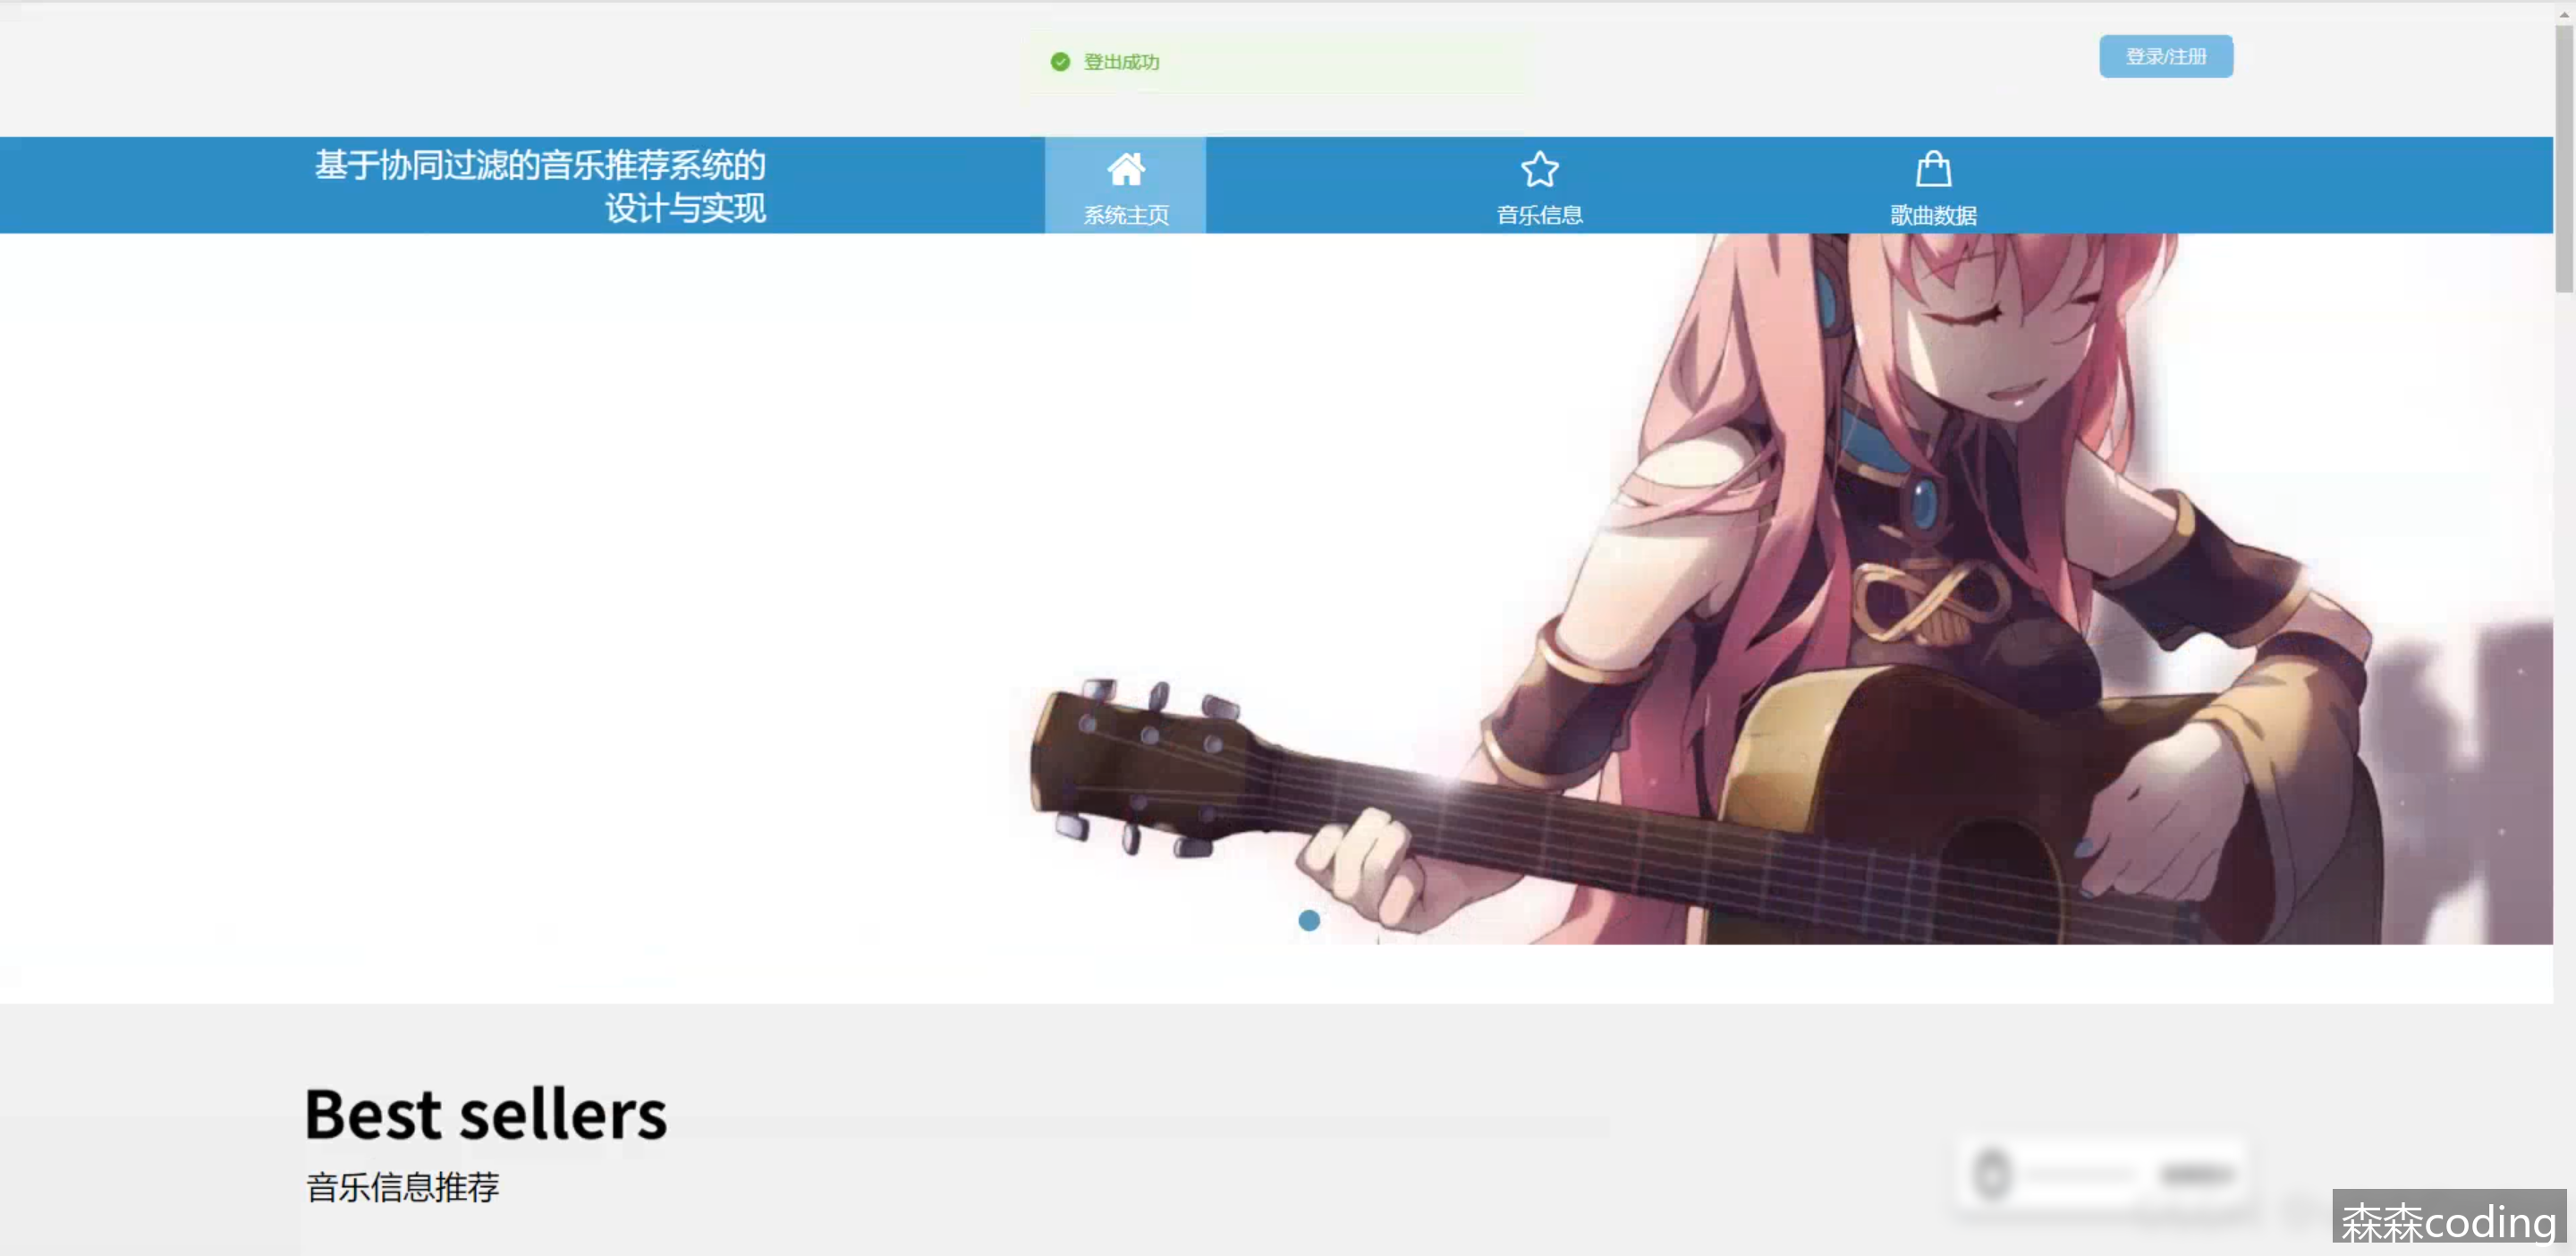 登出成功
登录/注册
基于协同过滤的音乐推荐系统的
设计与实现
系统主页
音乐信息
歌曲数据
Best sellers
音乐信息推荐
森森coding